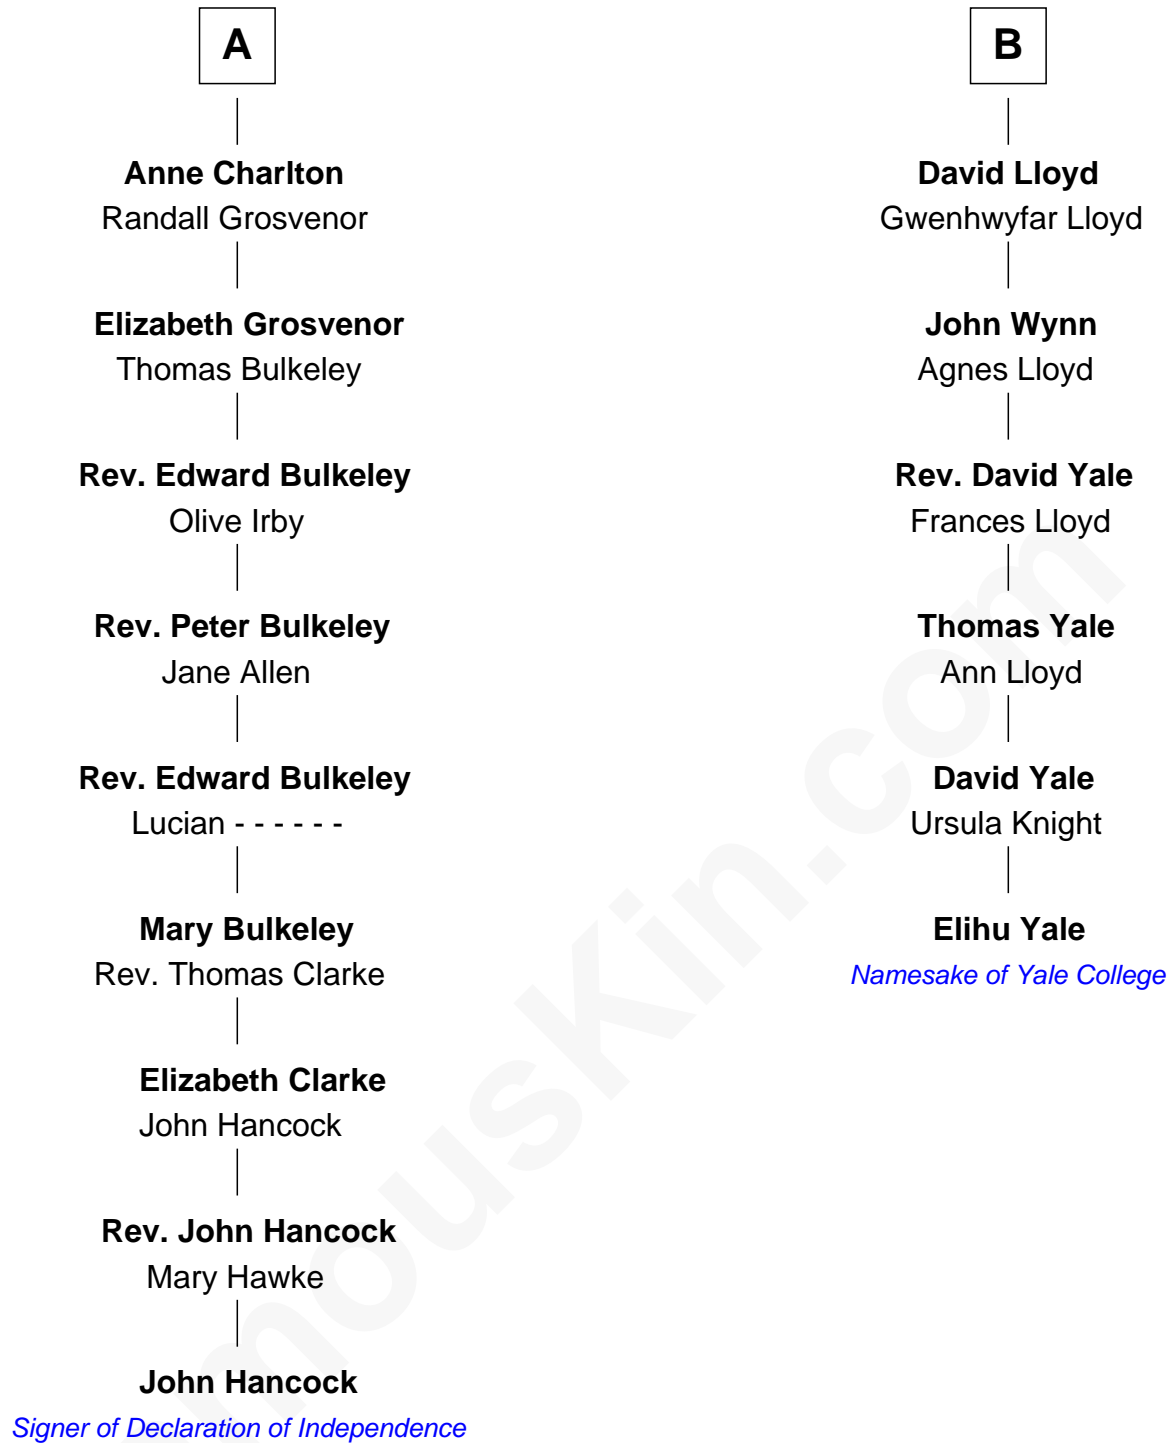 A
Anne Charlton
Randall Grosvenor
Elizabeth Grosvenor
Thomas Bulkeley
Rev. Edward Bulkeley
Olive Irby
Rev. Peter Bulkeley
Jane Allen
Rev. Edward Bulkeley
Lucian - - - - - -
Mary Bulkeley
Rev. Thomas Clarke
Elizabeth Clarke
John Hancock
Rev. John Hancock
Mary Hawke
John Hancock
Signer of Declaration of Independence
B
David Lloyd
Gwenhwyfar Lloyd
John Wynn
Agnes Lloyd
Rev. David Yale
Frances Lloyd
Thomas Yale
Ann Lloyd
David Yale
Ursula Knight
Elihu Yale
Namesake of Yale College
mousKin.com